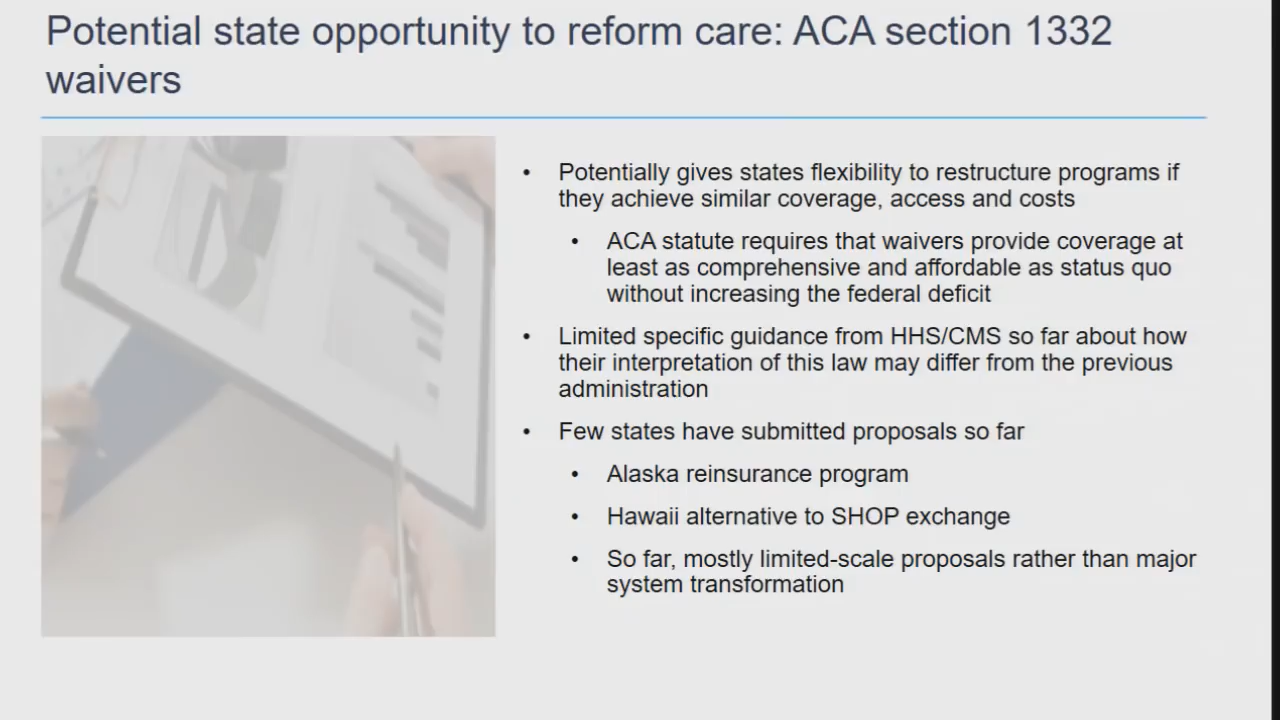 Potential state opportunity to reform care: ACA section 1332
waivers
• Potentially gives states flexibility to restructure programs if
they achieve similar coverage, access and costs
• ACA statute requires that waivers provide coverage at
least as comprehensive and affordable as status quo
without increasing the federal deficit
• Limited specific guidance from HHS/CMS so far about how
their interpretation of this law may differ from the previous
administration
• Few states have submitted proposals so far
• Alaska reinsurance program
• Hawaii alternative to SHOP exchange
• So far, mostly limited-scale proposals rather than major
system transformation